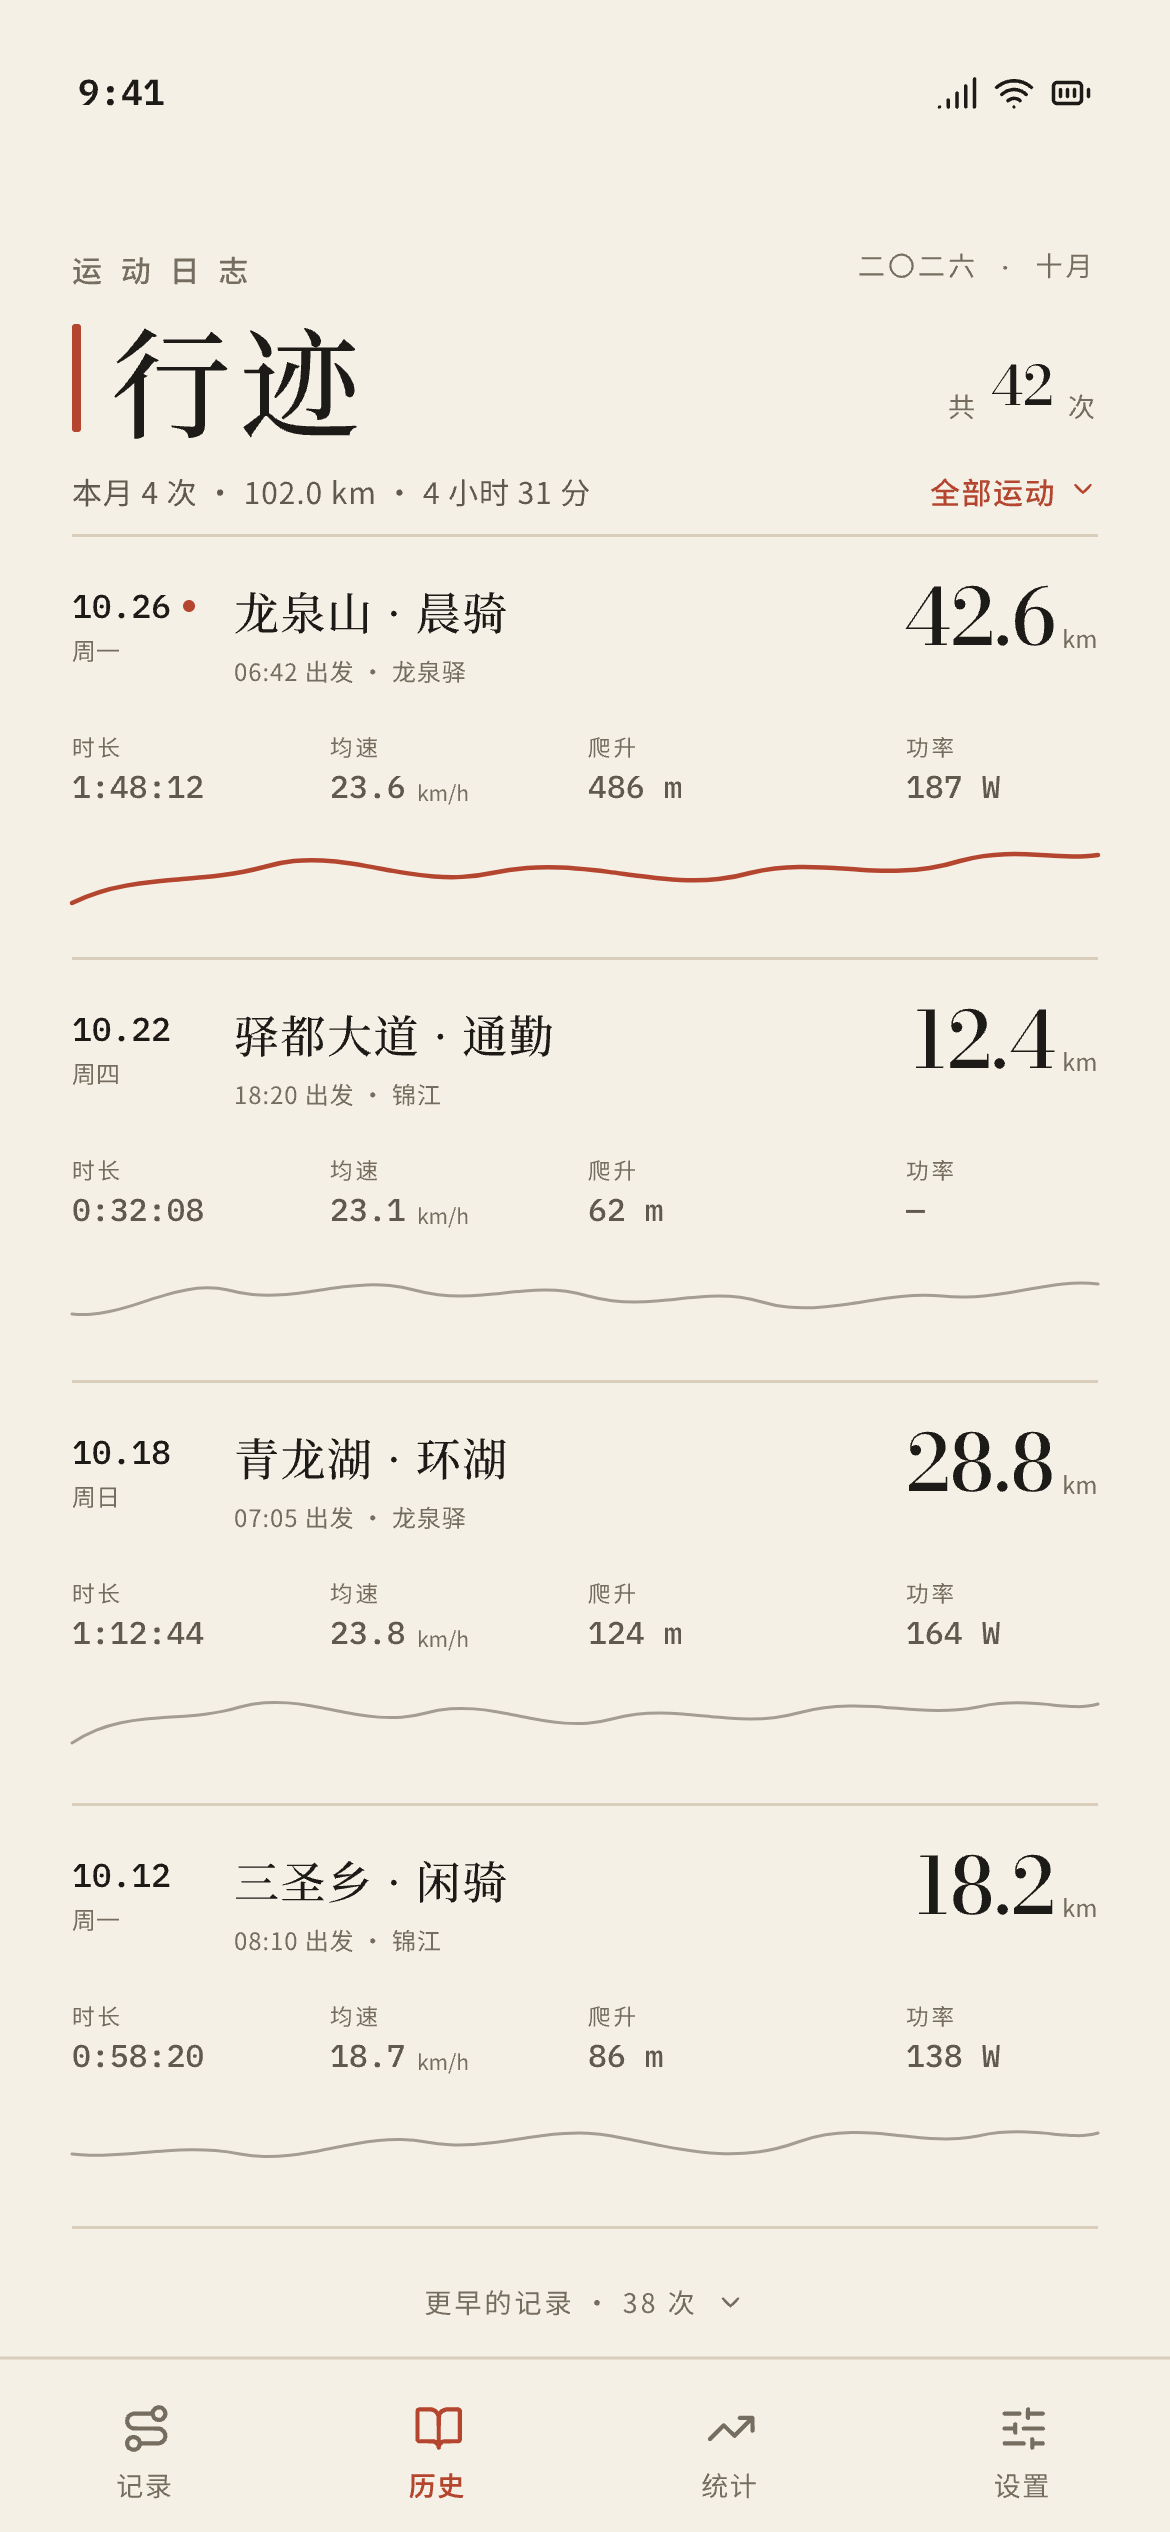 9:41
运动日志
二〇二六 · 十月
行迹
共 42 次
本月 4 次 · 102.0 km · 4 小时 31 分
全部运动
10.26
龙泉山 · 晨骑
42.6 km
周一
06:42 出发 · 龙泉驿
时长 均速 爬升 功率
1:48:12 23.6 km/h 486 m 187 W
10.22
驿都大道 · 通勤
12.4 km
周四
18:20 出发 · 锦江
时长 均速 爬升 功率
0:32:08 23.1 km/h 62 m —
10.18
青龙湖 · 环湖
28.8 km
周日
07:05 出发 · 龙泉驿
时长 均速 爬升 功率
1:12:44 23.8 km/h 124 m 164 W
10.12
三圣乡 · 闲骑
18.2 km
周一
08:10 出发 · 锦江
时长 均速 爬升 功率
0:58:20 18.7 km/h 86 m 138 W
更早的记录 · 38 次
记录 历史 统计 设置